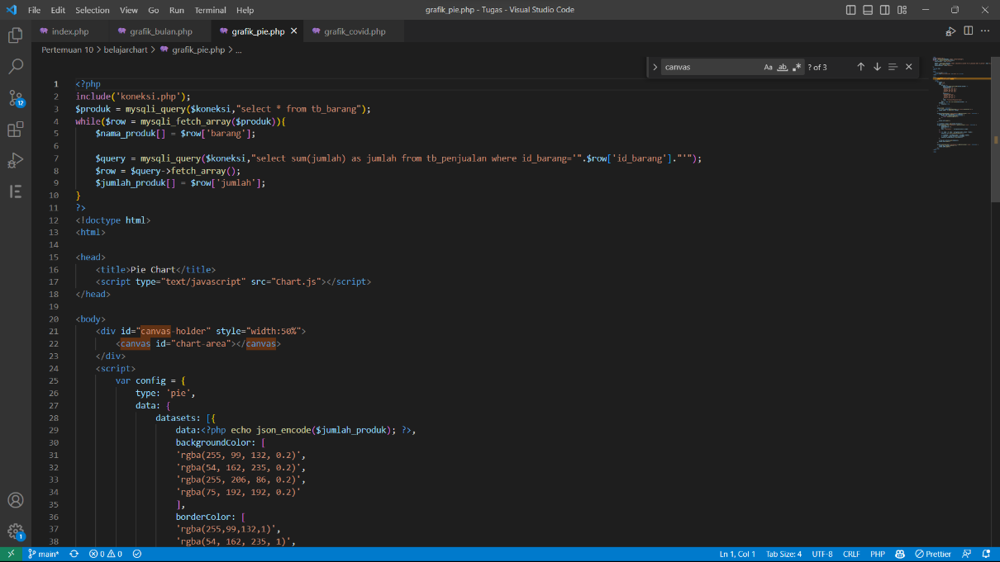 File Edit Selection View Go Run Terminal Help
grafik_pie.php - Tugas - Visual Studio Code
index.php
grafik_bulan.php
grafik_pie.php
grafik_covid.php
Pertemuan 10 > belajarchart > grafik_pie.php > ...
canvas
Aa ab ? of 3
1 <?php
2 include('koneksi.php');
3 $produk = mysqli_query($koneksi,"select * from tb_barang");
4 while($row = mysqli_fetch_array($produk)){
5 $nama_produk[] = $row['barang'];
6
7 $query = mysqli_query($koneksi,"select sum(jumlah) as jumlah from tb_penjualan where id_barang='".$row['id_barang']."'");
8 $row = $query->fetch_array();
9 $jumlah_produk[] = $row['jumlah'];
10 }
11 ?>
12 <!doctype html>
13 <html>
14
15 <head>
16 <title>Pie Chart</title>
17 <script type="text/javascript" src="Chart.js"></script>
18 </head>
19
20 <body>
21 <div id="canvas-holder" style="width:50%">
22 <canvas id="chart-area"></canvas>
23 </div>
24 <script>
25 var config = {
26 type: 'pie',
27 data: {
28 datasets: [{
29 data:<?php echo json_encode($jumlah_produk); ?>,
30 backgroundColor: [
31 'rgba(255, 99, 132, 0.2)',
32 'rgba(54, 162, 235, 0.2)',
33 'rgba(255, 206, 86, 0.2)',
34 'rgba(75, 192, 192, 0.2)'
35 ],
36 borderColor: [
37 'rgba(255,99,132,1)',
38 'rgba(54, 162, 235, 1)',
12
1
main* 0 0
Ln 1, Col 1 Tab Size: 4 UTF-8 CRLF PHP Prettier